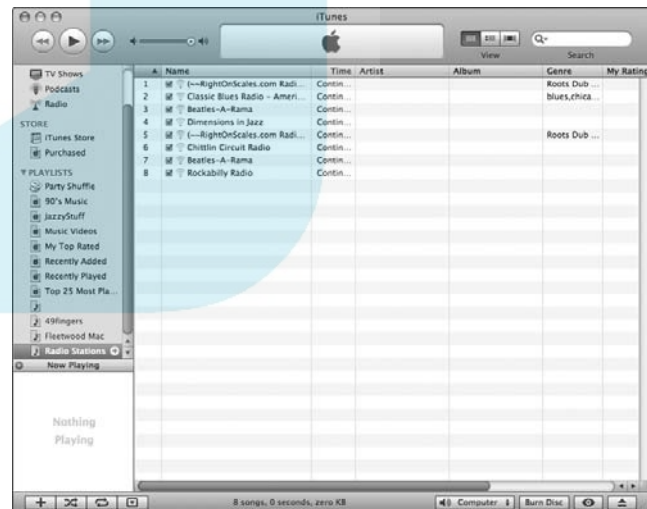 iTunes
View
Search
TV Shows
Podcasts
Radio
STORE
iTunes Store
Purchased
PLAYLISTS
Party Shuffle
90's Music
JazzyStuff
Music Videos
My Top Rated
Recently Added
Recently Played
Top 25 Most Pla...
49fingers
Fleetwood Mac
Radio Stations
Now Playing
Nothing
Playing
Name Time Artist Album Genre My Rating
1 (~~RightOnScales.com Radi... Contin... Roots Dub ...
2 Classic Blues Radio - Ameri... Contin... blues,chica...
3 Beatles-A-Rama Contin...
4 Dimensions in Jazz Contin...
5 (~~RightOnScales.com Radi... Contin... Roots Dub ...
6 Chittlin Circuit Radio Contin...
7 Beatles-A-Rama Contin...
8 Rockabilly Radio Contin...
8 songs, 0 seconds, zero KB
Computer
Burn Disc